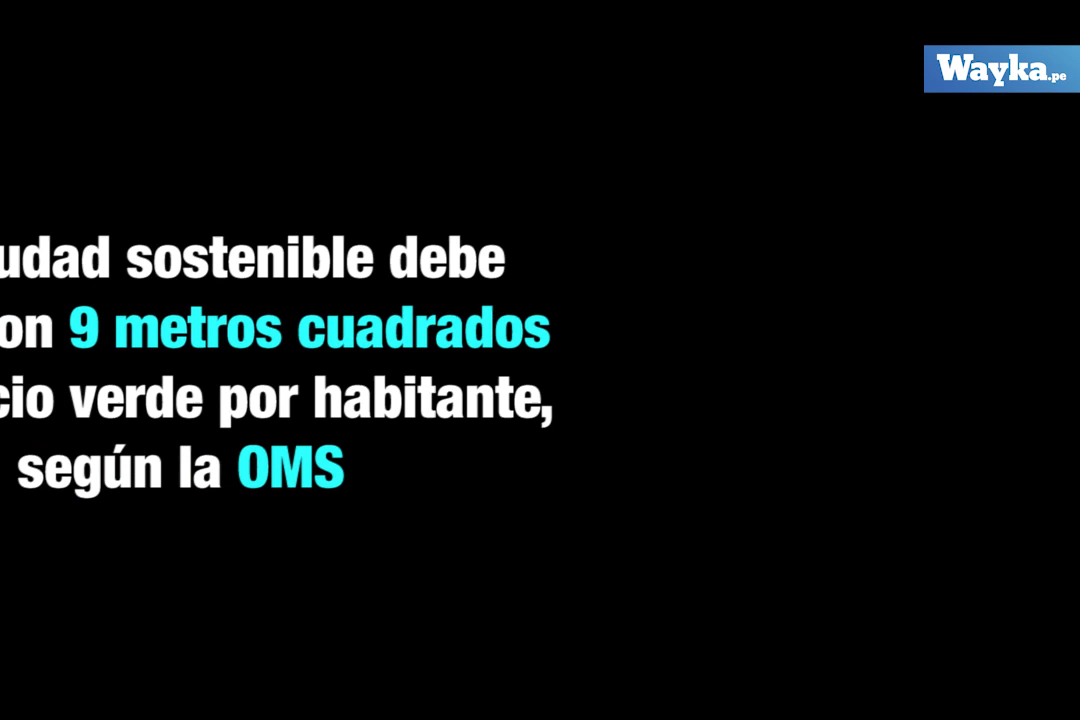 Wayka.pe
udad sostenible debe
on 9 metros cuadrados
cio verde por habitante,
según la OMS